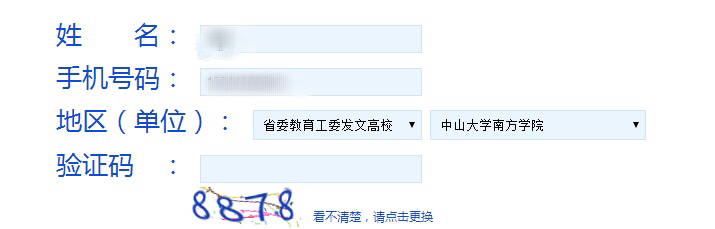 姓 名：
手机号码：
地区（单位）： 省委教育工委发文高校 中山大学南方学院
验证码 ：
8878 看不清楚，请点击更换